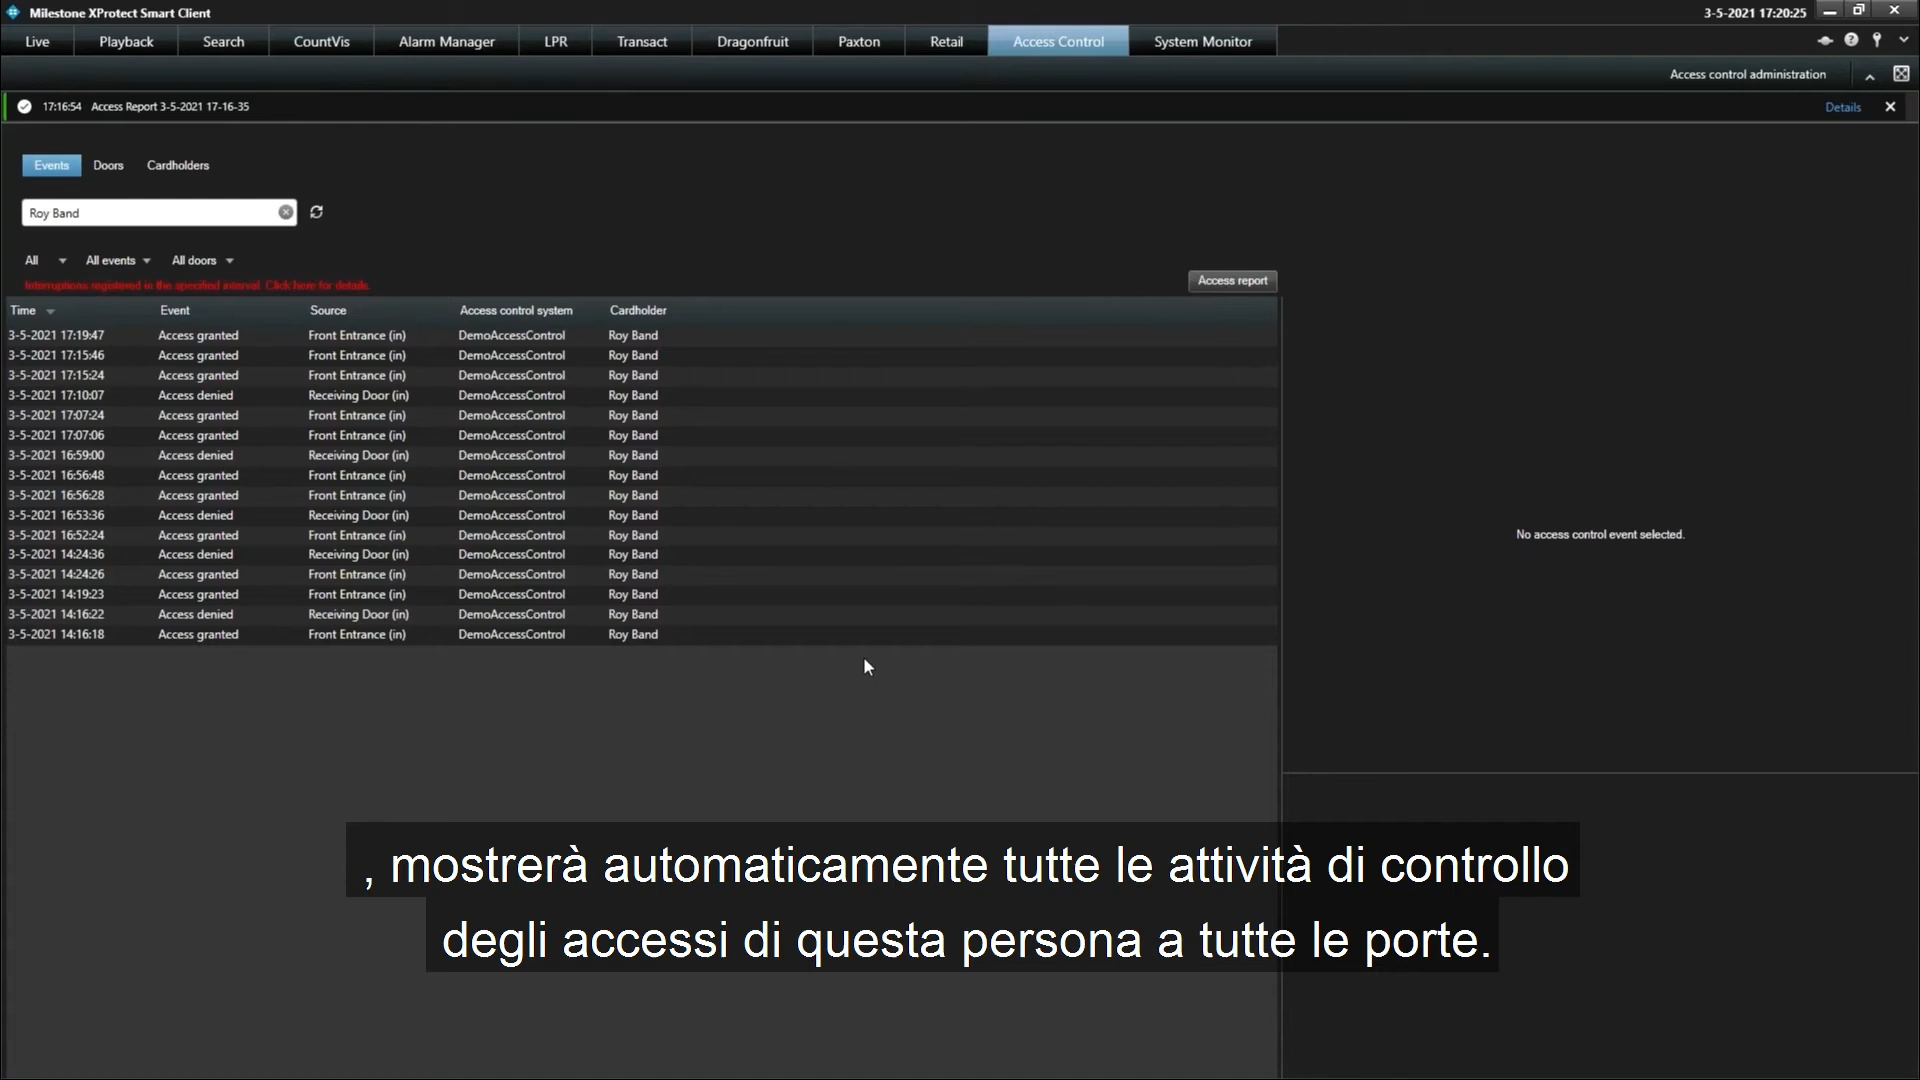 Milestone XProtect Smart Client 3-5-2021 17:20:25
Live Playback Search CountVis Alarm Manager LPR Transact Dragonfruit Paxton Retail Access Control System Monitor
Access control administration
17:16:54 Access Report 3-5-2021 17-16-35 Details
Events Doors Cardholders
Roy Band
All All events All doors
Interruptions registered in the specified interval. Click here for details.
Access report
Time Event Source Access control system Cardholder
3-5-2021 17:19:47 Access granted Front Entrance (in) DemoAccessControl Roy Band
3-5-2021 17:15:46 Access granted Front Entrance (in) DemoAccessControl Roy Band
3-5-2021 17:15:24 Access granted Front Entrance (in) DemoAccessControl Roy Band
3-5-2021 17:10:07 Access denied Receiving Door (in) DemoAccessControl Roy Band
3-5-2021 17:07:24 Access granted Front Entrance (in) DemoAccessControl Roy Band
3-5-2021 17:07:06 Access granted Front Entrance (in) DemoAccessControl Roy Band
3-5-2021 16:59:00 Access denied Receiving Door (in) DemoAccessControl Roy Band
3-5-2021 16:56:48 Access granted Front Entrance (in) DemoAccessControl Roy Band
3-5-2021 16:56:28 Access granted Front Entrance (in) DemoAccessControl Roy Band
3-5-2021 16:53:36 Access denied Receiving Door (in) DemoAccessControl Roy Band
3-5-2021 16:52:24 Access granted Front Entrance (in) DemoAccessControl Roy Band
3-5-2021 14:24:36 Access denied Receiving Door (in) DemoAccessControl Roy Band
3-5-2021 14:24:26 Access granted Front Entrance (in) DemoAccessControl Roy Band
3-5-2021 14:19:23 Access granted Front Entrance (in) DemoAccessControl Roy Band
3-5-2021 14:16:22 Access denied Receiving Door (in) DemoAccessControl Roy Band
3-5-2021 14:16:18 Access granted Front Entrance (in) DemoAccessControl Roy Band
No access control event selected.
, mostrerà automaticamente tutte le attività di controllo
degli accessi di questa persona a tutte le porte.